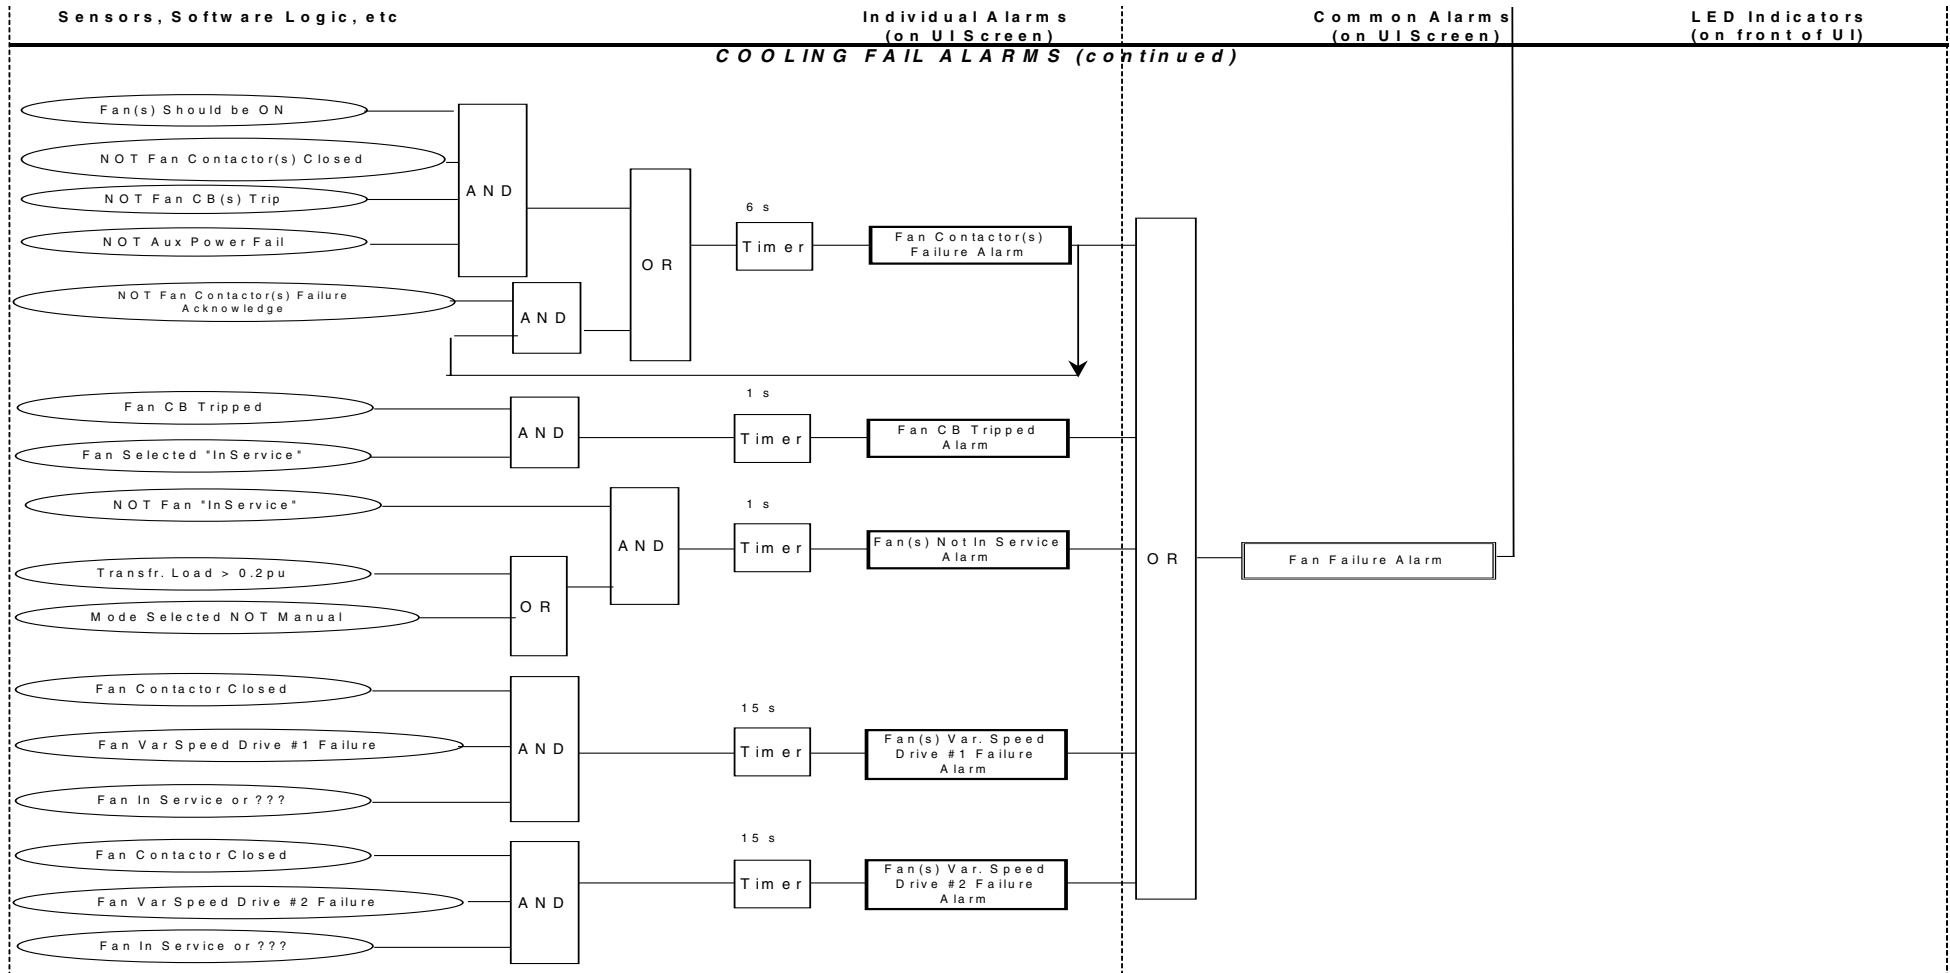 Sensors, Software Logic, etc
Individual Alarms
(on UI Screen)
Common Alarms
(on UI Screen)
LED Indicators
(on front of UI)
COOLING FAIL ALARMS (continued)
Fan(s) Should be ON
NOT Fan Contactor(s) Closed
NOT Fan CB(s) Trip
NOT Aux Power Fail
AND
NOT Fan Contactor(s) Failure
Acknowledge
AND
OR
6 s
Timer
Fan Contactor(s)
Failure Alarm
Fan CB Tripped
Fan Selected "InService"
AND
1 s
Timer
Fan CB Tripped
Alarm
NOT Fan "InService"
Transfr. Load > 0.2pu
Mode Selected NOT Manual
OR
AND
1 s
Timer
Fan(s) Not In Service
Alarm
OR
Fan Failure Alarm
Fan Contactor Closed
Fan Var Speed Drive #1 Failure
Fan In Service or ???
AND
15 s
Timer
Fan(s) Var. Speed
Drive #1 Failure
Alarm
Fan Contactor Closed
Fan Var Speed Drive #2 Failure
Fan In Service or ???
AND
15 s
Timer
Fan(s) Var. Speed
Drive #2 Failure
Alarm